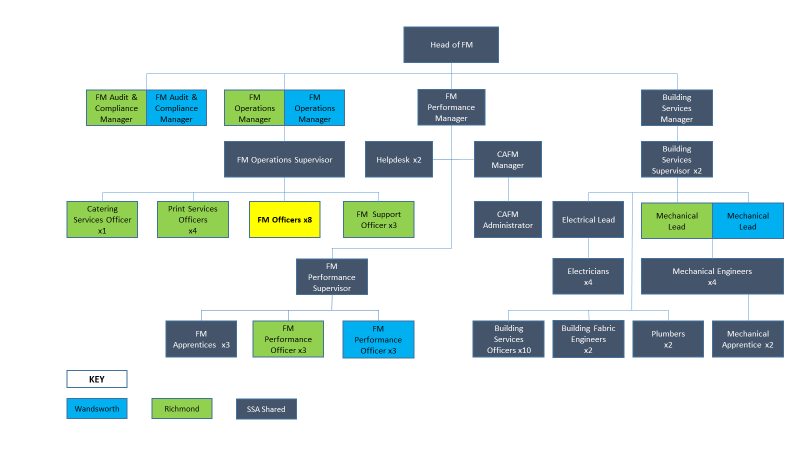 Head of FM
FM Audit &
Compliance
Manager
FM Audit &
Compliance
Manager
FM
Operations
Manager
FM
Operations
Manager
FM
Performance
Manager
Building
Services
Manager
FM Operations Supervisor
Helpdesk x2
CAFM
Manager
Building
Services
Supervisor x2
Catering
Services Officer
x1
Print Services
Officers
x4
FM Officers x8
FM Support
Officer x3
CAFM
Administrator
Electrical Lead
Mechanical
Lead
Mechanical
Lead
FM
Performance
Supervisor
Electricians
x4
Mechanical Engineers
x4
FM
Apprentices x3
FM
Performance
Officer x3
FM
Performance
Officer x3
Building
Services
Officers x10
Building Fabric
Engineers
x2
Plumbers
x2
Mechanical
Apprentice x2
KEY
Wandsworth
Richmond
SSA Shared